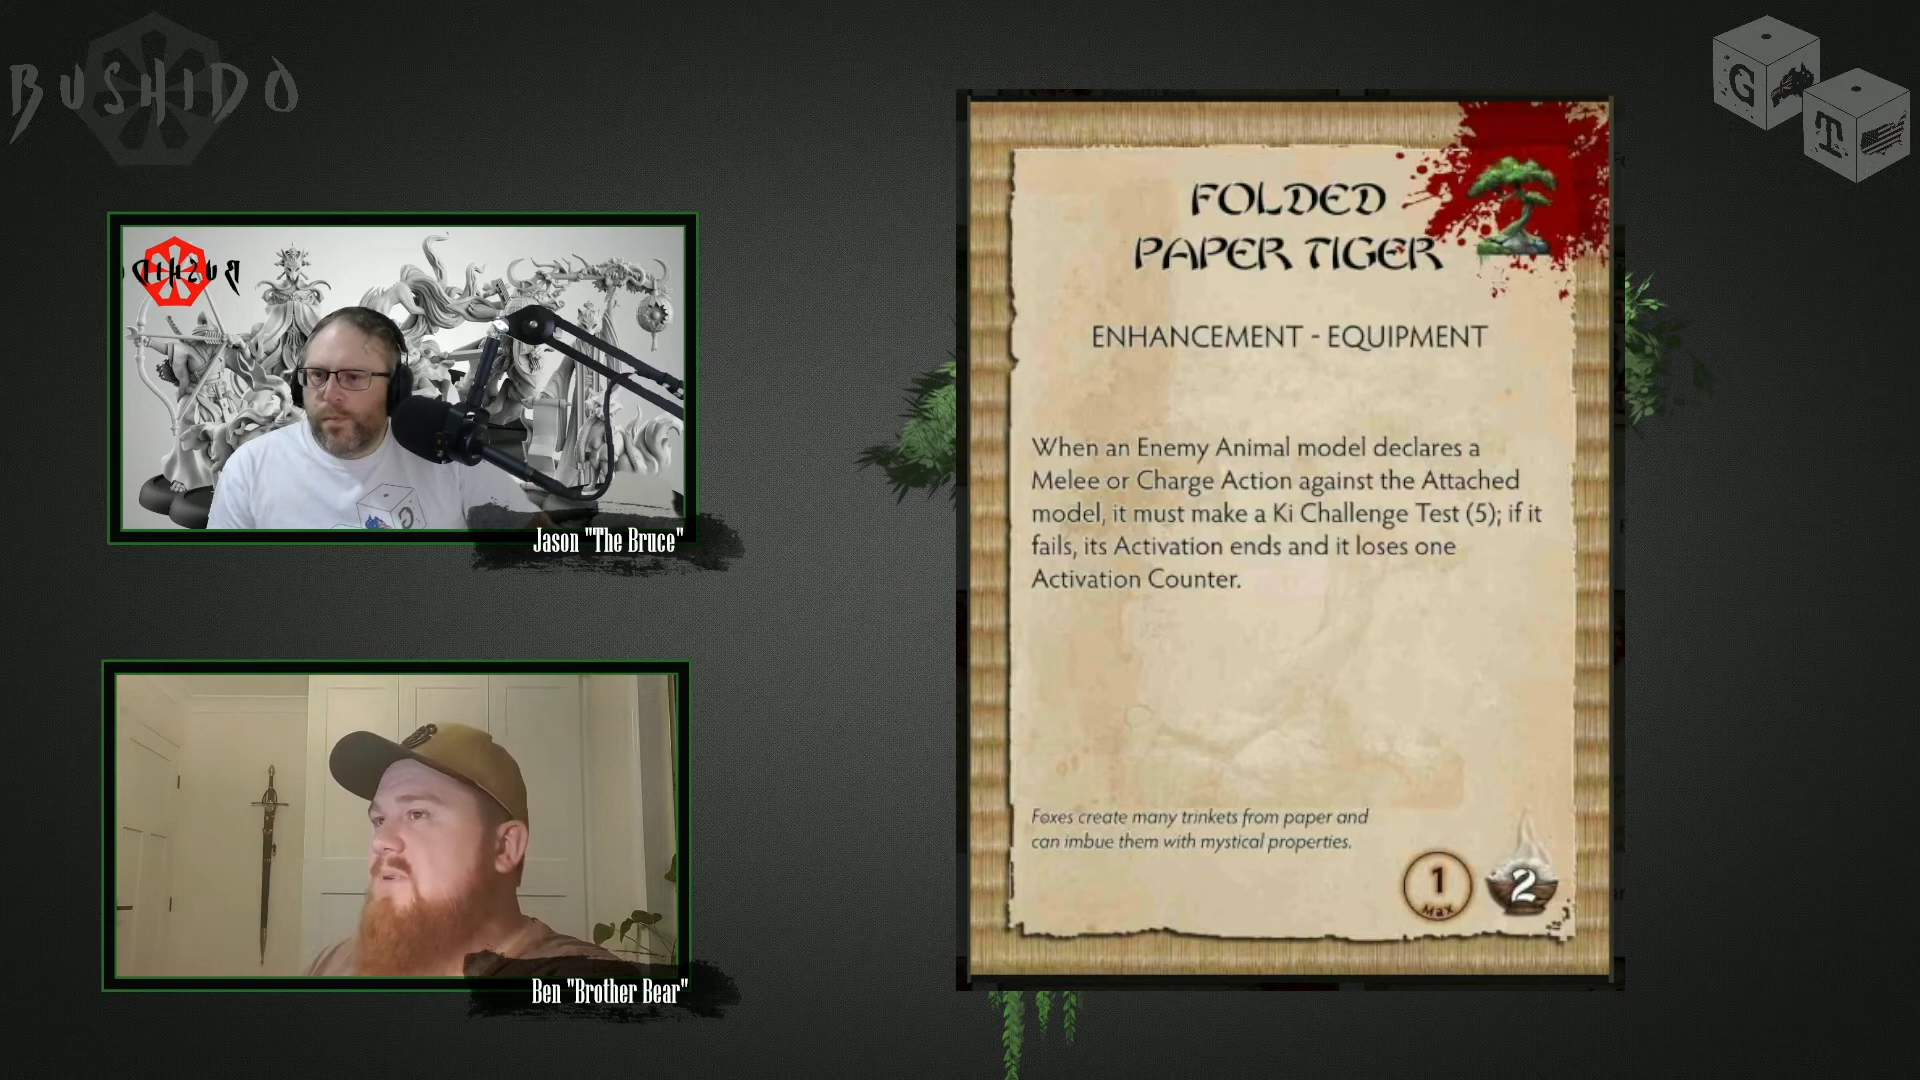 BUSHIDO
G
T
BUSHIDO
Jason "The Bruce"
Ben "Brother Bear"
FOLDED
PAPER TIGER
ENHANCEMENT - EQUIPMENT
When an Enemy Animal model declares a
Melee or Charge Action against the Attached
model, it must make a Ki Challenge Test (5); if it
fails, its Activation ends and it loses one
Activation Counter.
Foxes create many trinkets from paper and
can imbue them with mystical properties.
1
Max
2